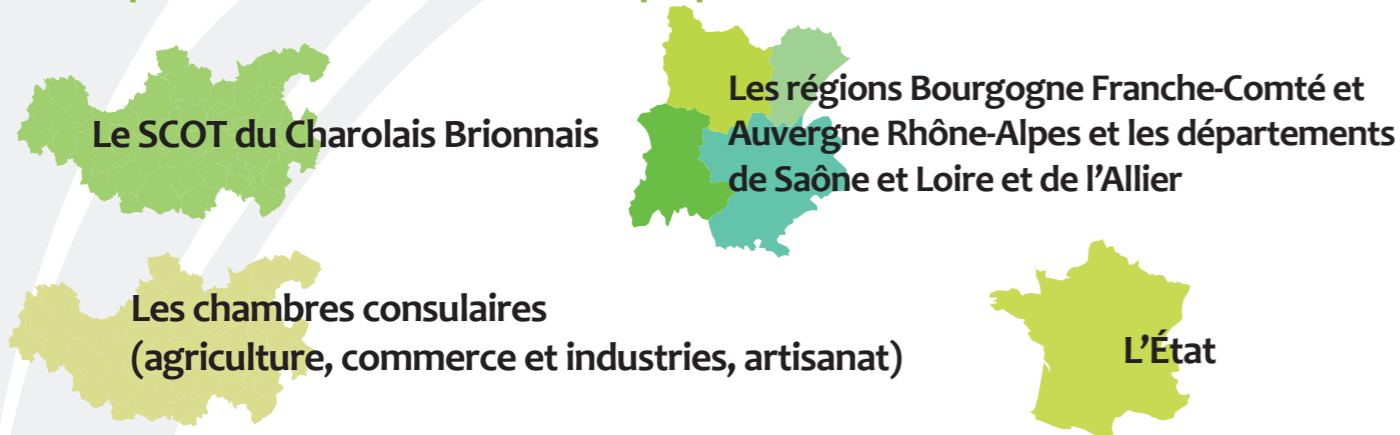 Le SCOT du Charolais Brionnais
Les régions Bourgogne Franche-Comté et
Auvergne Rhône-Alpes et les départements
de Saône et Loire et de l'Allier
Les chambres consulaires
(agriculture, commerce et industries, artisanat)
L'État